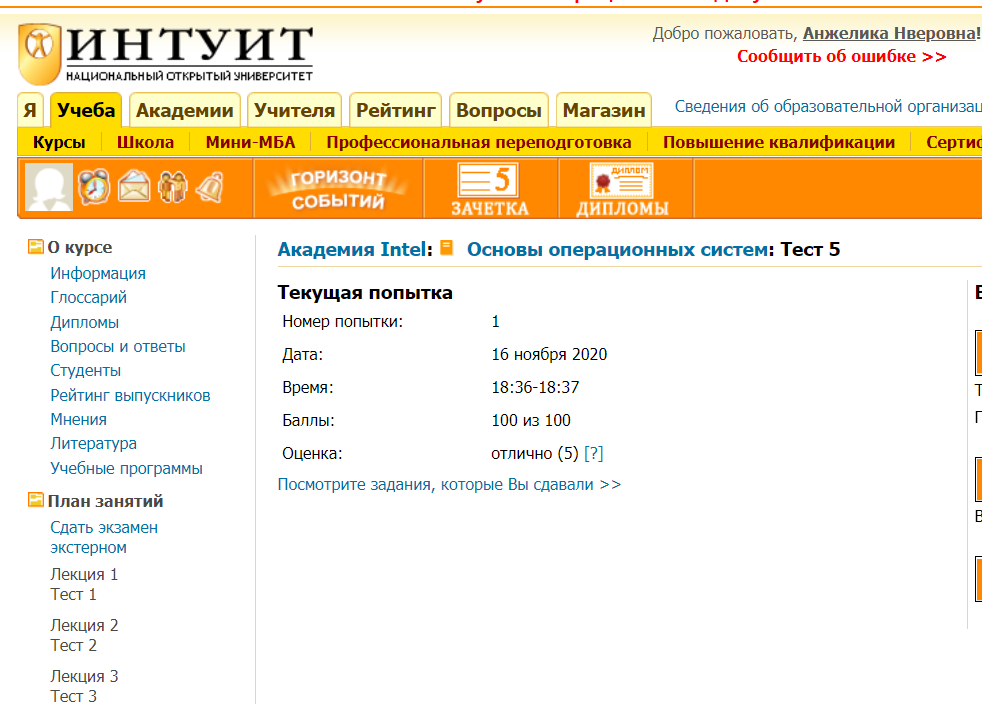 ИНТУИТ
НАЦИОНАЛЬНЫЙ ОТКРЫТЫЙ УНИВЕРСИТЕТ
Добро пожаловать, Анжелика Нверовна!
Сообщить об ошибке >>
Я Учеба Академии Учителя Рейтинг Вопросы Магазин Сведения об образовательной
Курсы Школа Мини-МБА Профессиональная переподготовка Повышение квалификации
ГОРИЗОНТ
СОБЫТИЙ
5
ЗАЧЕТКА
ДИПЛОМ
ДИПЛОМЫ
О курсе
Информация
Глоссарий
Дипломы
Вопросы и ответы
Студенты
Рейтинг выпускников
Мнения
Литература
Учебные программы
План занятий
Сдать экзамен
экстерном
Лекция 1
Тест 1
Лекция 2
Тест 2
Лекция 3
Тест 3
Академия Intel: Основы операционных систем: Тест 5
Текущая попытка
Номер попытки: 1
Дата: 16 ноября 2020
Время: 18:36-18:37
Баллы: 100 из 100
Оценка: отлично (5) [?]
Посмотрите задания, которые Вы сдавали >>